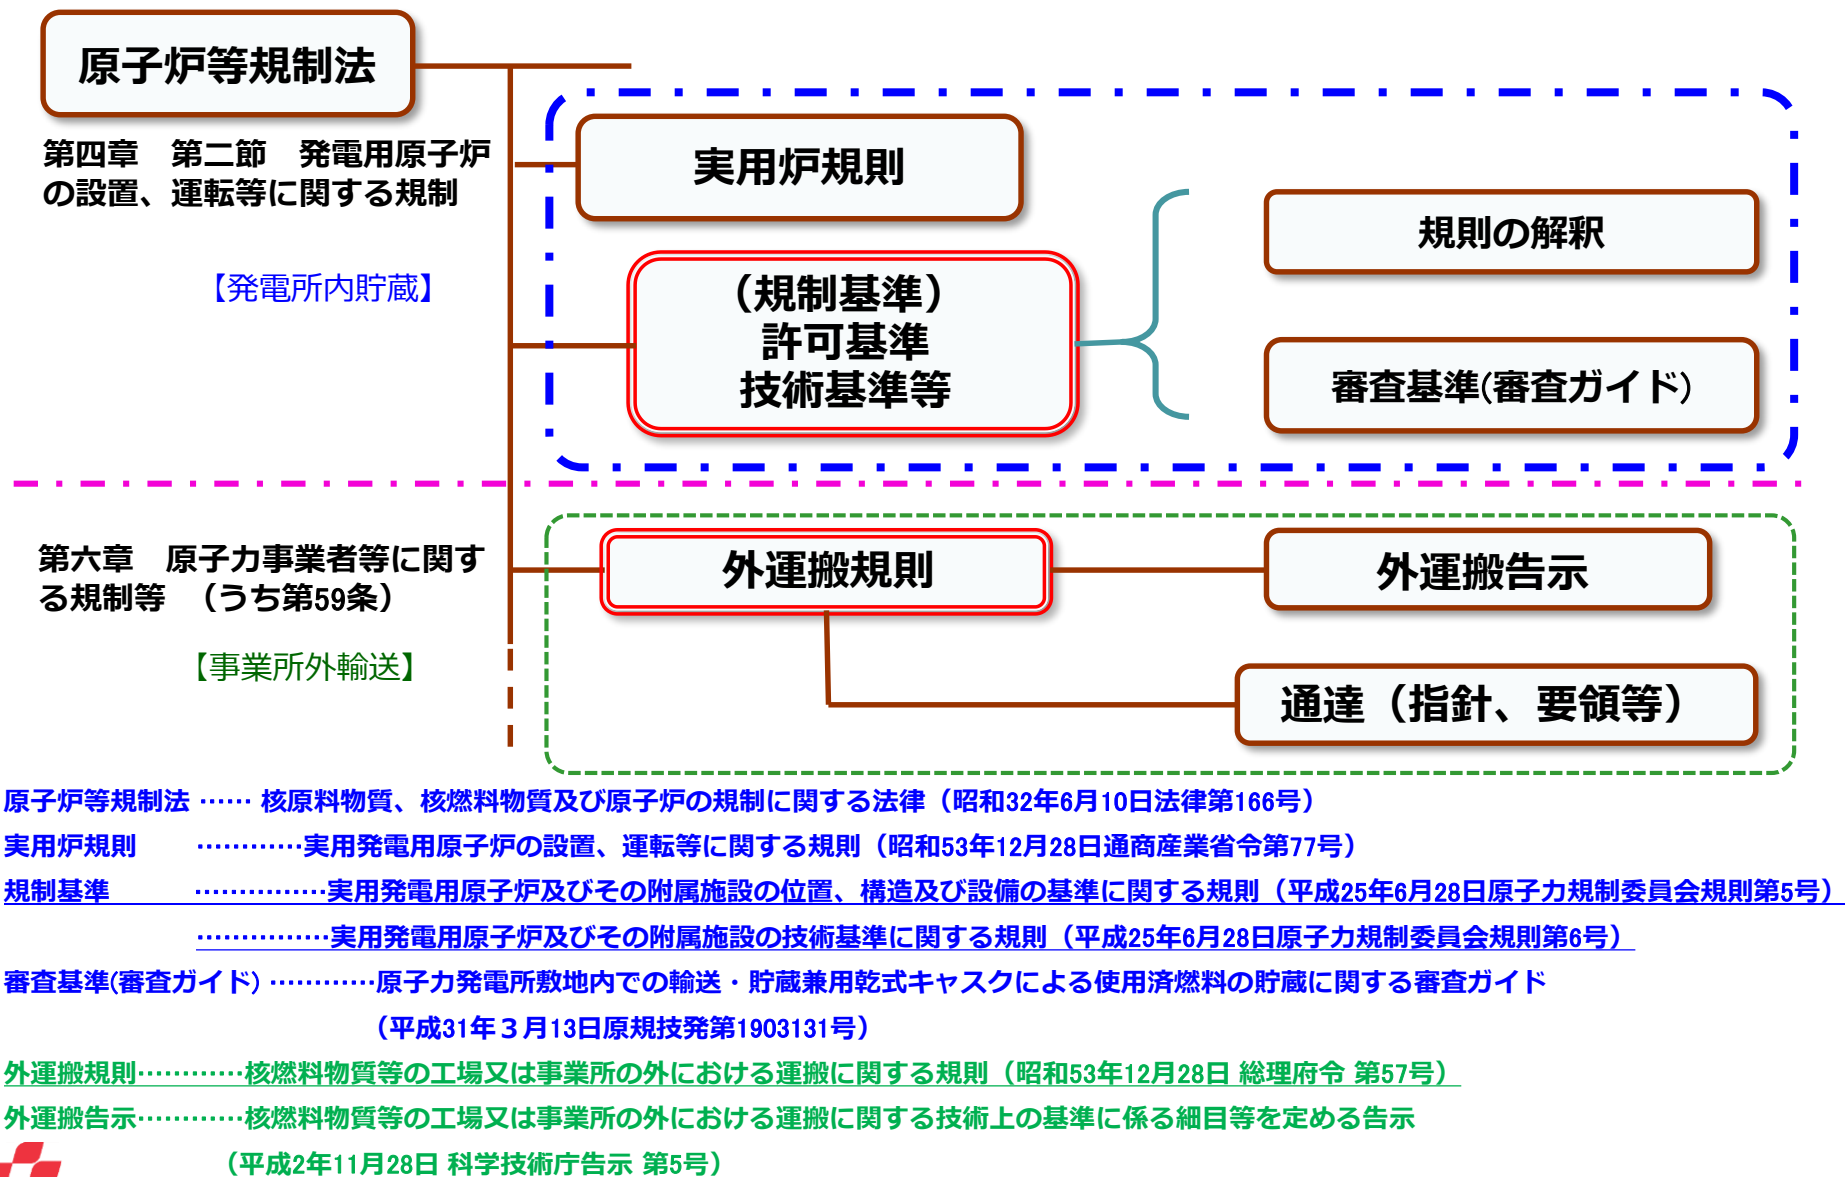 原子炉等規制法
第四章　第二節　発電用原子炉
の設置、運転等に関する規制
【発電所内貯蔵】
実用炉規則
（規制基準）
許可基準
技術基準等
規則の解釈
審査基準(審査ガイド)
第六章　原子力事業者等に関す
る規制等　（うち第59条）
【事業所外輸送】
外運搬規則
外運搬告示
通達（指針、要領等）
原子炉等規制法 …… 核原料物質、核燃料物質及び原子炉の規制に関する法律（昭和32年6月10日法律第166号）
実用炉規則 …………実用発電用原子炉の設置、運転等に関する規則（昭和53年12月28日通商産業省令第77号）
規制基準 ……………実用発電用原子炉及びその附属施設の位置、構造及び設備の基準に関する規則（平成25年6月28日原子力規制委員会規則第5号）
……………実用発電用原子炉及びその附属施設の技術基準に関する規則（平成25年6月28日原子力規制委員会規則第6号）
審査基準(審査ガイド) …………原子力発電所敷地内での輸送・貯蔵兼用乾式キャスクによる使用済燃料の貯蔵に関する審査ガイド
（平成31年３月13日原規技発第1903131号）
外運搬規則…………核燃料物質等の工場又は事業所の外における運搬に関する規則（昭和53年12月28日 総理府令 第57号）
外運搬告示…………核燃料物質等の工場又は事業所の外における運搬に関する技術上の基準に係る細目等を定める告示
（平成2年11月28日 科学技術庁告示 第5号）